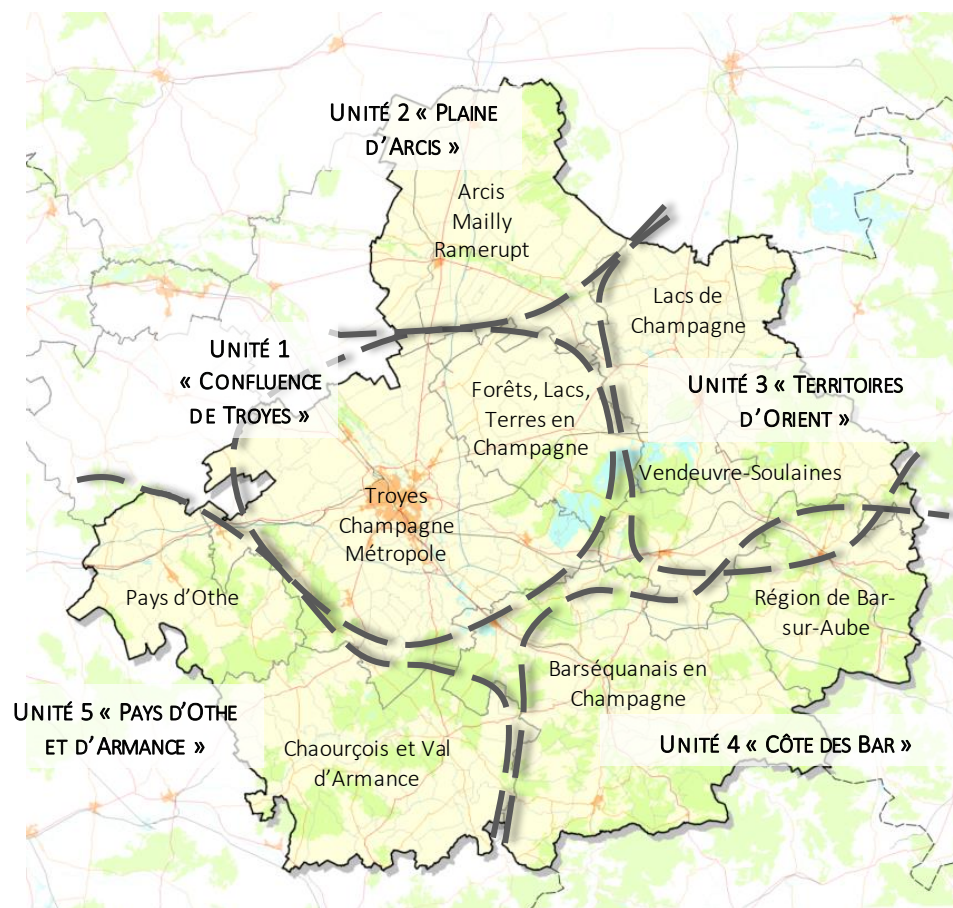 UNITÉ 2 « PLAINE
D’ARCIS »
Arcis
Mailly
Ramerupt
Lacs de
Champagne
UNITÉ 1
« CONFLUENCE
DE TROYES »
Forêts, Lacs,
Terres en
Champagne
UNITÉ 3 « TERRITOIRES
D’ORIENT »
Vendeuvre-Soulaines
Troyes
Champagne
Métropole
Pays d’Othe
Région de Bar-
sur-Aube
Barséquanais en
Champagne
UNITÉ 5 « PAYS D’OTHE
ET D’ARMANCE »
Chaourçois et Val
d’Armance
UNITÉ 4 « CÔTE DES BAR »